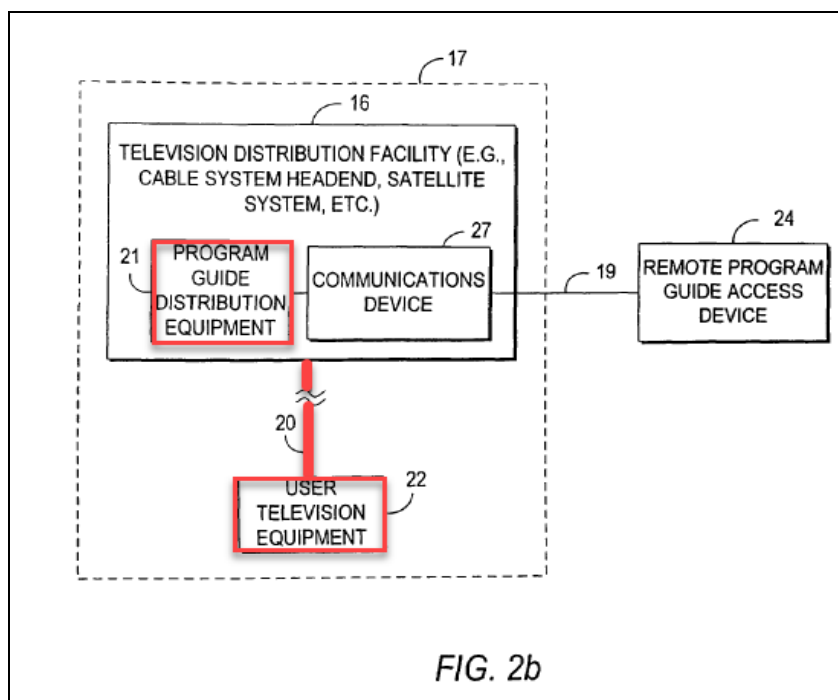 17
16
TELEVISION DISTRIBUTION FACILITY (E.G.,
CABLE SYSTEM HEADEND, SATELLITE
SYSTEM, ETC.)
21
PROGRAM
GUIDE
DISTRIBUTION
EQUIPMENT
27
COMMUNICATIONS
DEVICE
19
24
REMOTE PROGRAM
GUIDE ACCESS
DEVICE
20
22
USER
TELEVISION
EQUIPMENT
FIG. 2b